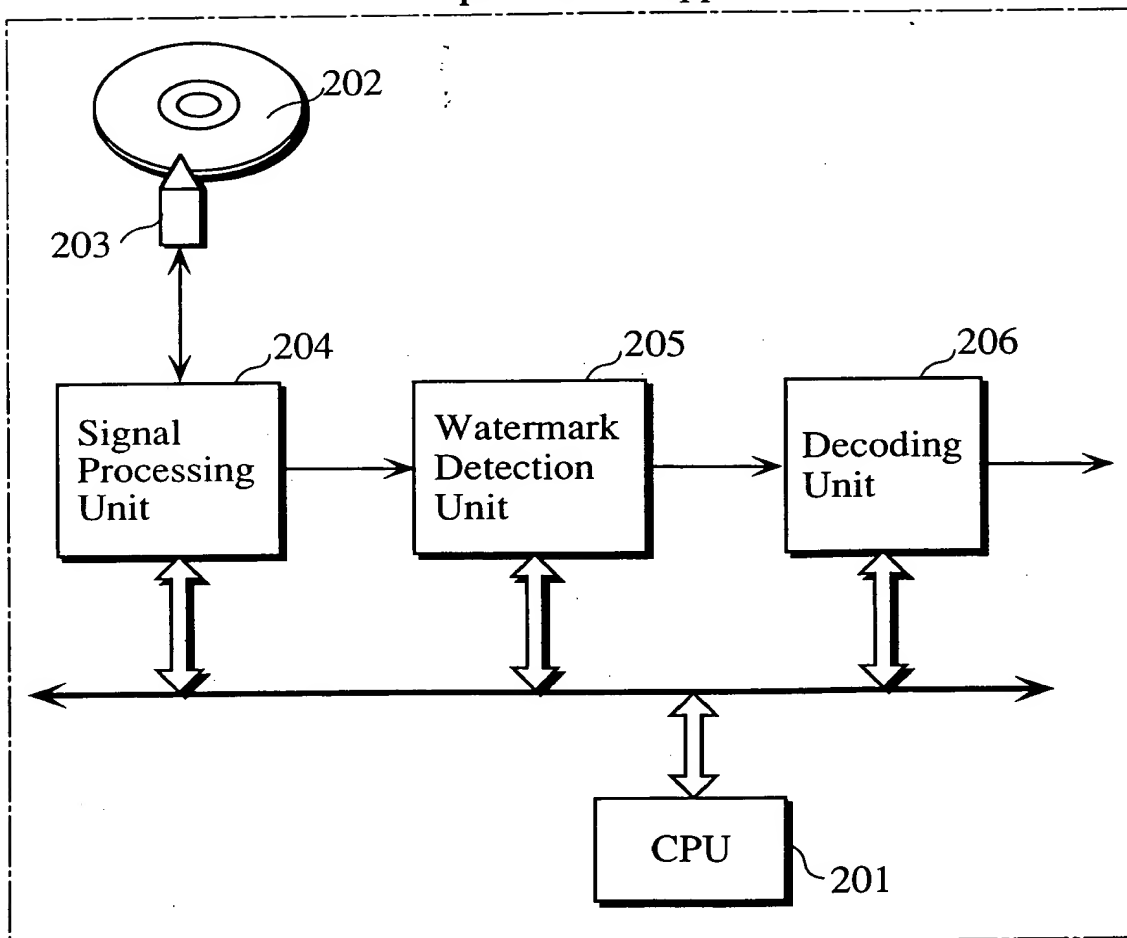 202
203
204
205
206
Signal
Processing
Unit
Watermark
Detection
Unit
Decoding
Unit
CPU
201